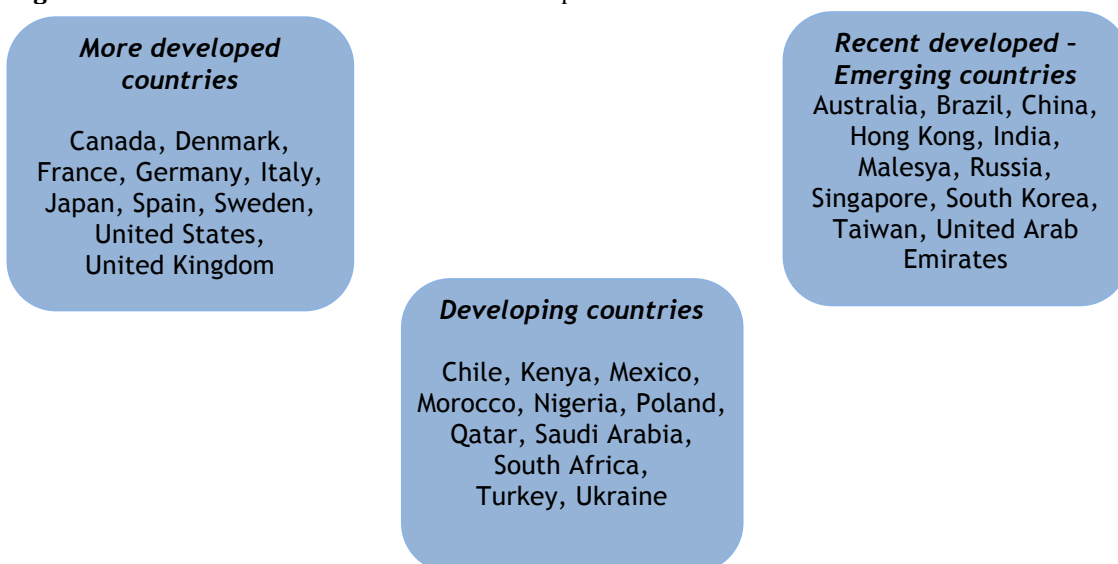 More developed
countries
Canada, Denmark,
France, Germany, Italy,
Japan, Spain, Sweden,
United States,
United Kingdom
Recent developed –
Emerging countries
Australia, Brazil, China,
Hong Kong, India,
Malesya, Russia,
Singapore, South Korea,
Taiwan, United Arab
Emirates
Developing countries
Chile, Kenya, Mexico,
Morocco, Nigeria, Poland,
Qatar, Saudi Arabia,
South Africa,
Turkey, Ukraine